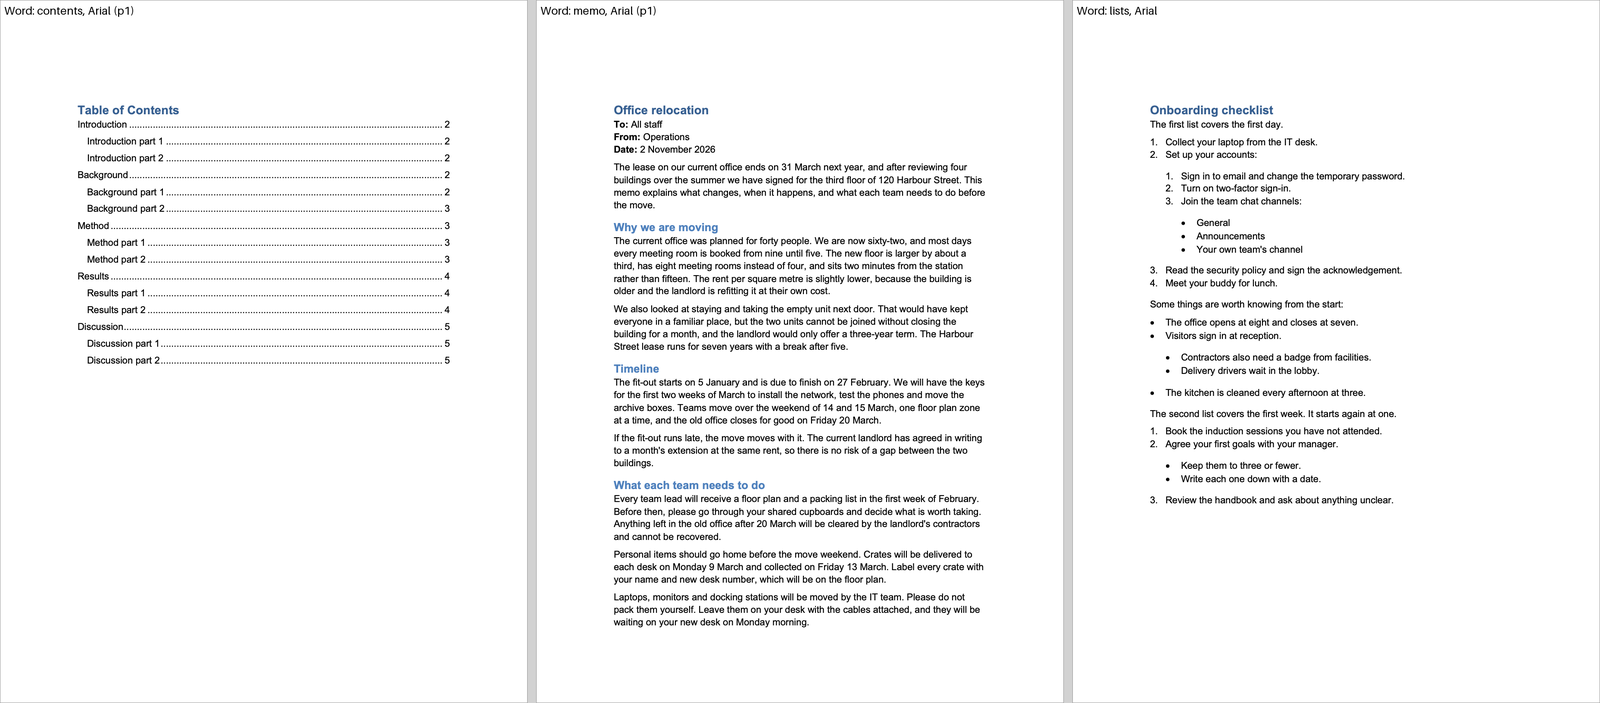 Word: contents, Arial (p1)
Table of Contents
Introduction 2
Introduction part 1 2
Introduction part 2 2
Background 2
Background part 1 2
Background part 2 3
Method 3
Method part 1 3
Method part 2 3
Results 4
Results part 1 4
Results part 2 4
Discussion 5
Discussion part 1 5
Discussion part 2 5
Word: memo, Arial (p1)
Office relocation
To: All staff
From: Operations
Date: 2 November 2026
The lease on our current office ends on 31 March next year, and after reviewing four
buildings over the summer we have signed for the third floor of 120 Harbour Street. This
memo explains what changes, when it happens, and what each team needs to do before
the move.
Why we are moving
The current office was planned for forty people. We are now sixty-two, and most days
every meeting room is booked from nine until five. The new floor is larger by about a
third, has eight meeting rooms instead of four, and sits two minutes from the station
rather than fifteen. The rent per square metre is slightly lower, because the building is
older and the landlord is refitting it at their own cost.
We also looked at staying and taking the empty unit next door. That would have kept
everyone in a familiar place, but the two units cannot be joined without closing the
building for a month, and the landlord would only offer a three-year term. The Harbour
Street lease runs for seven years with a break after five.
Timeline
The fit-out starts on 5 January and is due to finish on 27 February. We will have the keys
for the first two weeks of March to install the network, test the phones and move the
archive boxes. Teams move over the weekend of 14 and 15 March, one floor plan zone
at a time, and the old office closes for good on Friday 20 March.
If the fit-out runs late, the move moves with it. The current landlord has agreed in writing
to a month's extension at the same rent, so there is no risk of a gap between the two
buildings.
What each team needs to do
Every team lead will receive a floor plan and a packing list in the first week of February.
Before then, please go through your shared cupboards and decide what is worth taking.
Anything left in the old office after 20 March will be cleared by the landlord's contractors
and cannot be recovered.
Personal items should go home before the move weekend. Crates will be delivered to
each desk on Monday 9 March and collected on Friday 13 March. Label every crate with
your name and new desk number, which will be on the floor plan.
Laptops, monitors and docking stations will be moved by the IT team. Please do not
pack them yourself. Leave them on your desk with the cables attached, and they will be
waiting on your new desk on Monday morning.
Word: lists, Arial
Onboarding checklist
The first list covers the first day.
1. Collect your laptop from the IT desk.
2. Set up your accounts:
1. Sign in to email and change the temporary password.
2. Turn on two-factor sign-in.
3. Join the team chat channels:
• General
• Announcements
• Your own team's channel
3. Read the security policy and sign the acknowledgement.
4. Meet your buddy for lunch.
Some things are worth knowing from the start:
• The office opens at eight and closes at seven.
• Visitors sign in at reception.
• Contractors also need a badge from facilities.
• Delivery drivers wait in the lobby.
• The kitchen is cleaned every afternoon at three.
The second list covers the first week. It starts again at one.
1. Book the induction sessions you have not attended.
2. Agree your first goals with your manager.
• Keep them to three or fewer.
• Write each one down with a date.
3. Review the handbook and ask about anything unclear.